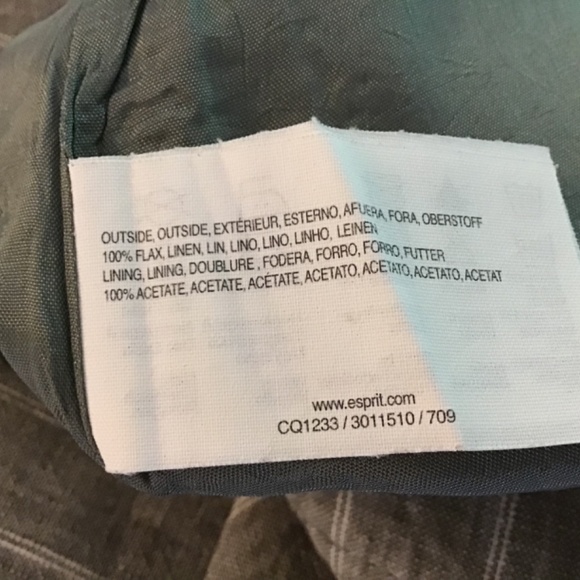 OUTSIDE, OUTSIDE, EXTÉRIEUR, ESTERNO, AFUERA, FORA, OBERSTOFF
100% FLAX, LINEN, LIN, LINO, LINO, LINHO, LEINEN
LINING, LINING, DOUBLURE , FODERA, FORRO, FORRO, FUTTER
100% ACETATE, ACETATE, ACÉTATE, ACETATO, ACETATO, ACETATO, ACETAT
www.esprit.com
CQ1233 / 3011510 / 709